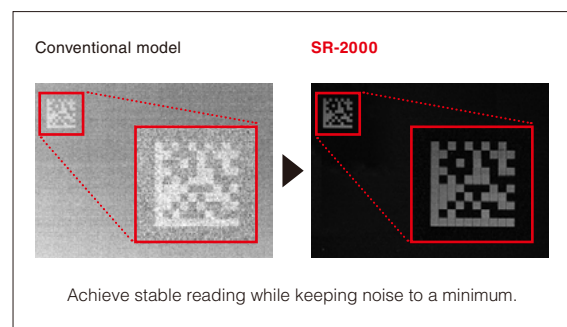 Conventional model
SR-2000
Achieve stable reading while keeping noise to a minimum.